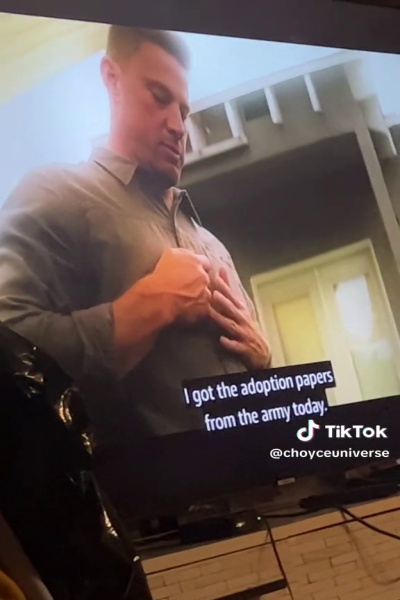 I got the adoption papers
from the army today.
TikTok
@choyceuniverse